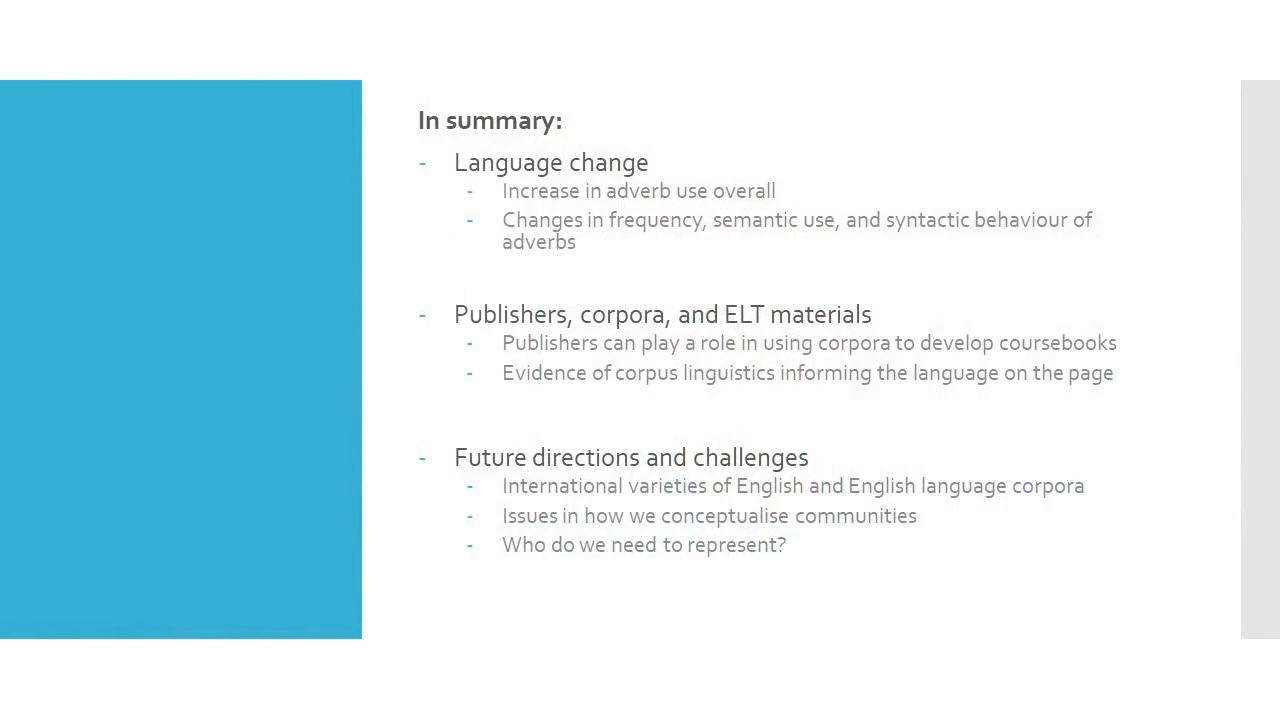 In summary:
- Language change
- Increase in adverb use overall
- Changes in frequency, semantic use, and syntactic behaviour of
adverbs
- Publishers, corpora, and ELT materials
- Publishers can play a role in using corpora to develop coursebooks
- Evidence of corpus linguistics informing the language on the page
- Future directions and challenges
- International varieties of English and English language corpora
- Issues in how we conceptualise communities
- Who do we need to represent?